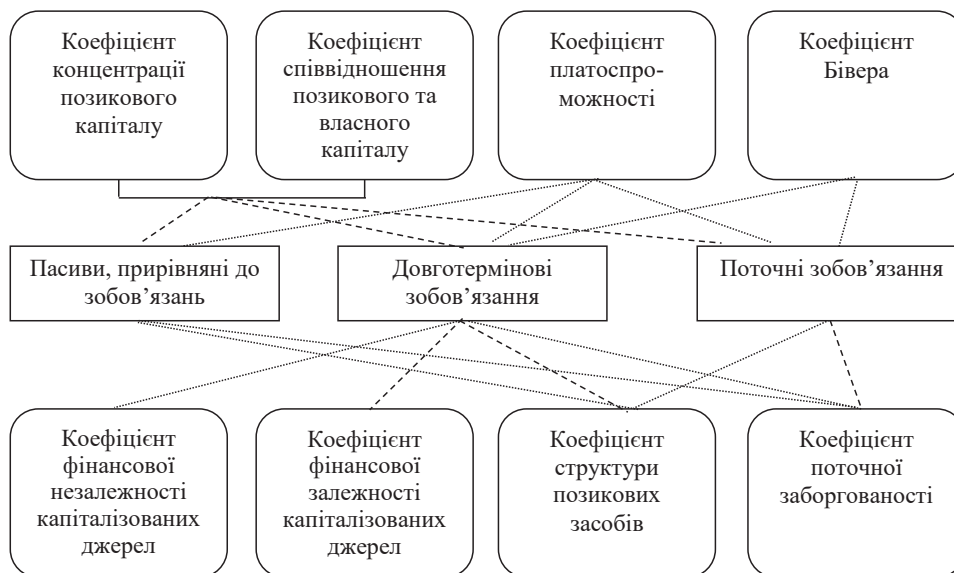 Коефіцієнт
концентрації
позикового
капіталу
Коефіцієнт
співвідношення
позикового та
власного
капіталу
Коефіцієнт
платоспро-
можності
Коефіцієнт
Бівера
Пасиви, прирівняні до
зобов’язань
Довготермінові
зобов’язання
Поточні зобов’язання
Коефіцієнт
фінансової
незалежності
капіталізованих
джерел
Коефіцієнт
фінансової
залежності
капіталізованих
джерел
Коефіцієнт
структури
позикових
засобів
Коефіцієнт
поточної
заборгованості